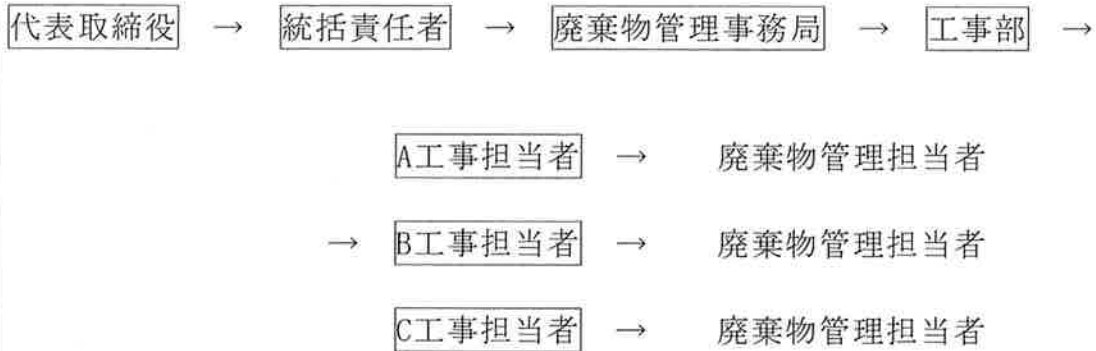 代表取締役 → 統括責任者 → 廃棄物管理事務局 → 工事部 →
A工事担当者 → 廃棄物管理担当者
→ B工事担当者 → 廃棄物管理担当者
C工事担当者 → 廃棄物管理担当者